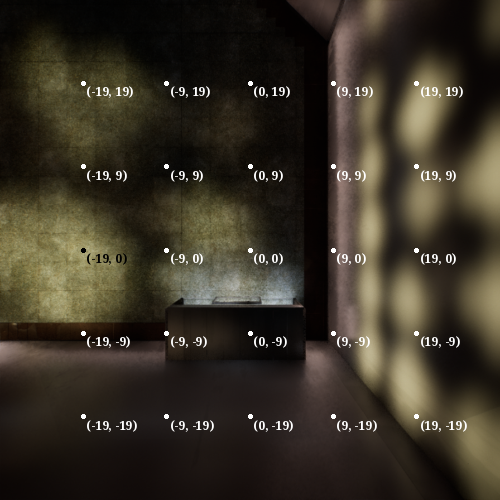 (-19, 19) (-9, 19) (0, 19) (9, 19) (19, 19)
(-19, 9) (-9, 9) (0, 9) (9, 9) (19, 9)
(-19, 0) (-9, 0) (0, 0) (9, 0) (19, 0)
(-19, -9) (-9, -9) (0, -9) (9, -9) (19, -9)
(-19, -19) (-9, -19) (0, -19) (9, -19) (19, -19)